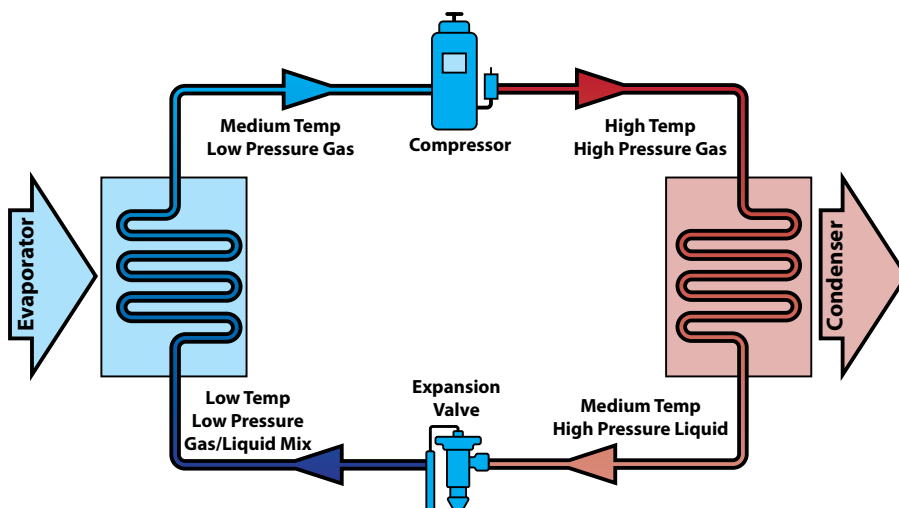 Medium Temp
Low Pressure Gas
Compressor
High Temp
High Pressure Gas
Evaporator
Condenser
Low Temp
Low Pressure
Gas/Liquid Mix
Expansion
Valve
Medium Temp
High Pressure Liquid